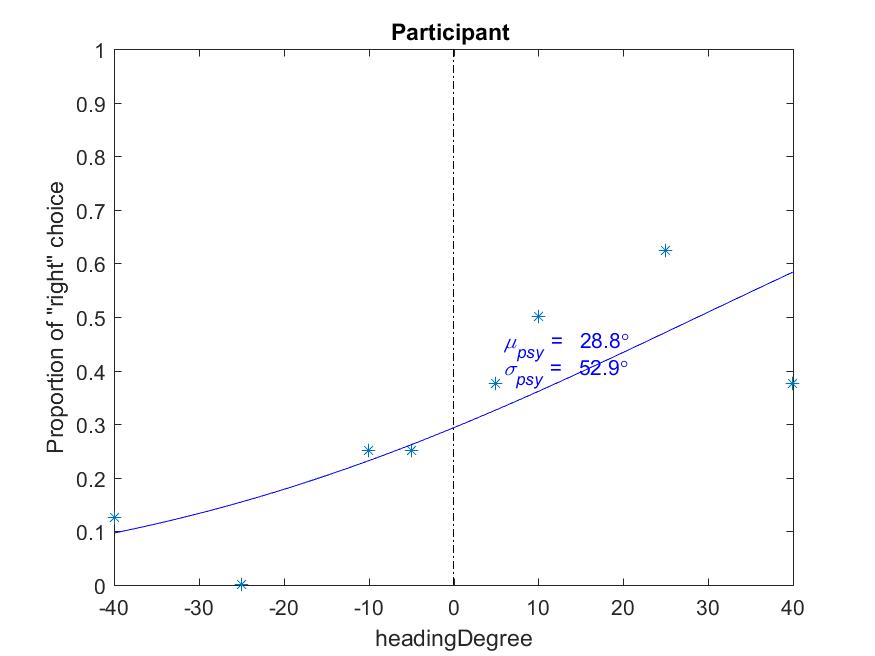 Participant
1
0.9
0.8
0.7
0.6
0.5
0.4
0.3
0.2
0.1
0
Proportion of "right" choice
μpsy = 28.8°
σpsy = 52.9°
-40 -30 -20 -10 0 10 20 30 40
headingDegree